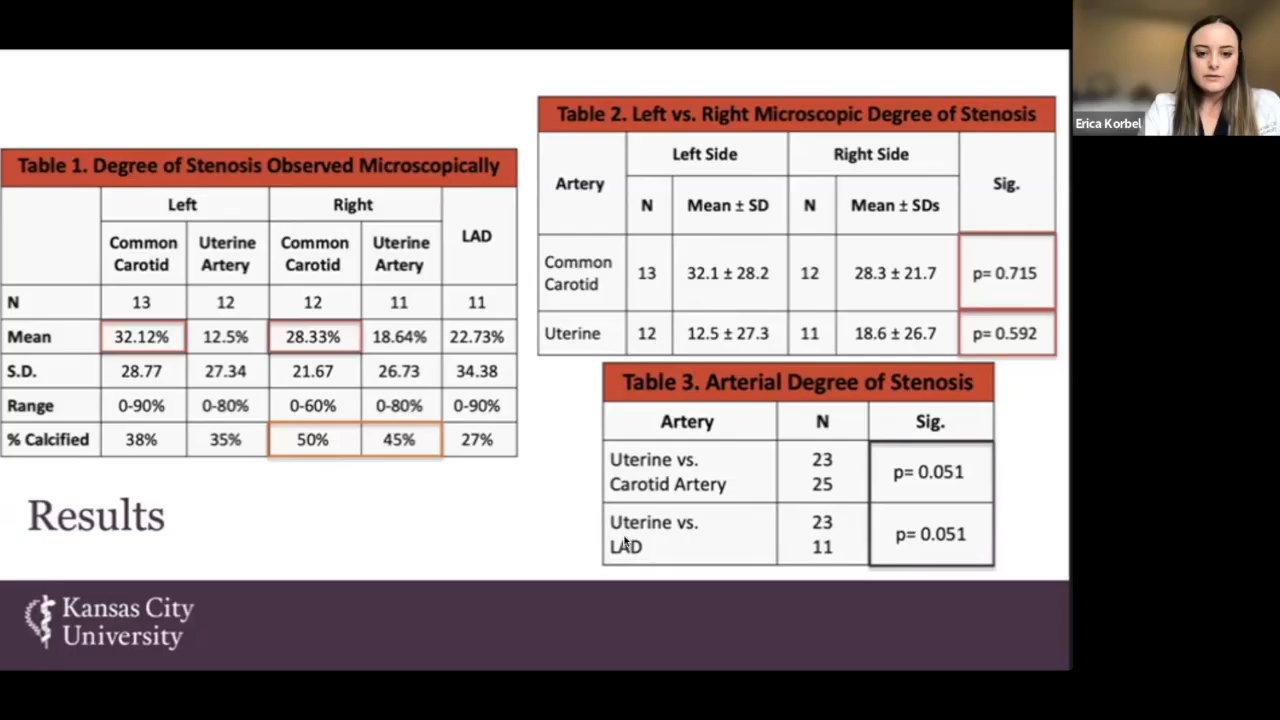 Erica Korbel
Table 1. Degree of Stenosis Observed Microscopically
Left Right LAD
Common Carotid Uterine Artery Common Carotid Uterine Artery
N 13 12 12 11 11
Mean 32.12% 12.5% 28.33% 18.64% 22.73%
S.D. 28.77 27.34 21.67 26.73 34.38
Range 0-90% 0-80% 0-60% 0-80% 0-90%
% Calcified 38% 35% 50% 45% 27%
Table 2. Left vs. Right Microscopic Degree of Stenosis
Artery Left Side Right Side Sig.
N Mean ± SD N Mean ± SDs
Common Carotid 13 32.1 ± 28.2 12 28.3 ± 21.7 p= 0.715
Uterine 12 12.5 ± 27.3 11 18.6 ± 26.7 p= 0.592
Table 3. Arterial Degree of Stenosis
Artery N Sig.
Uterine vs. 23
Carotid Artery 25 p= 0.051
Uterine vs. 23
LAD 11 p= 0.051
Results
Kansas City
University